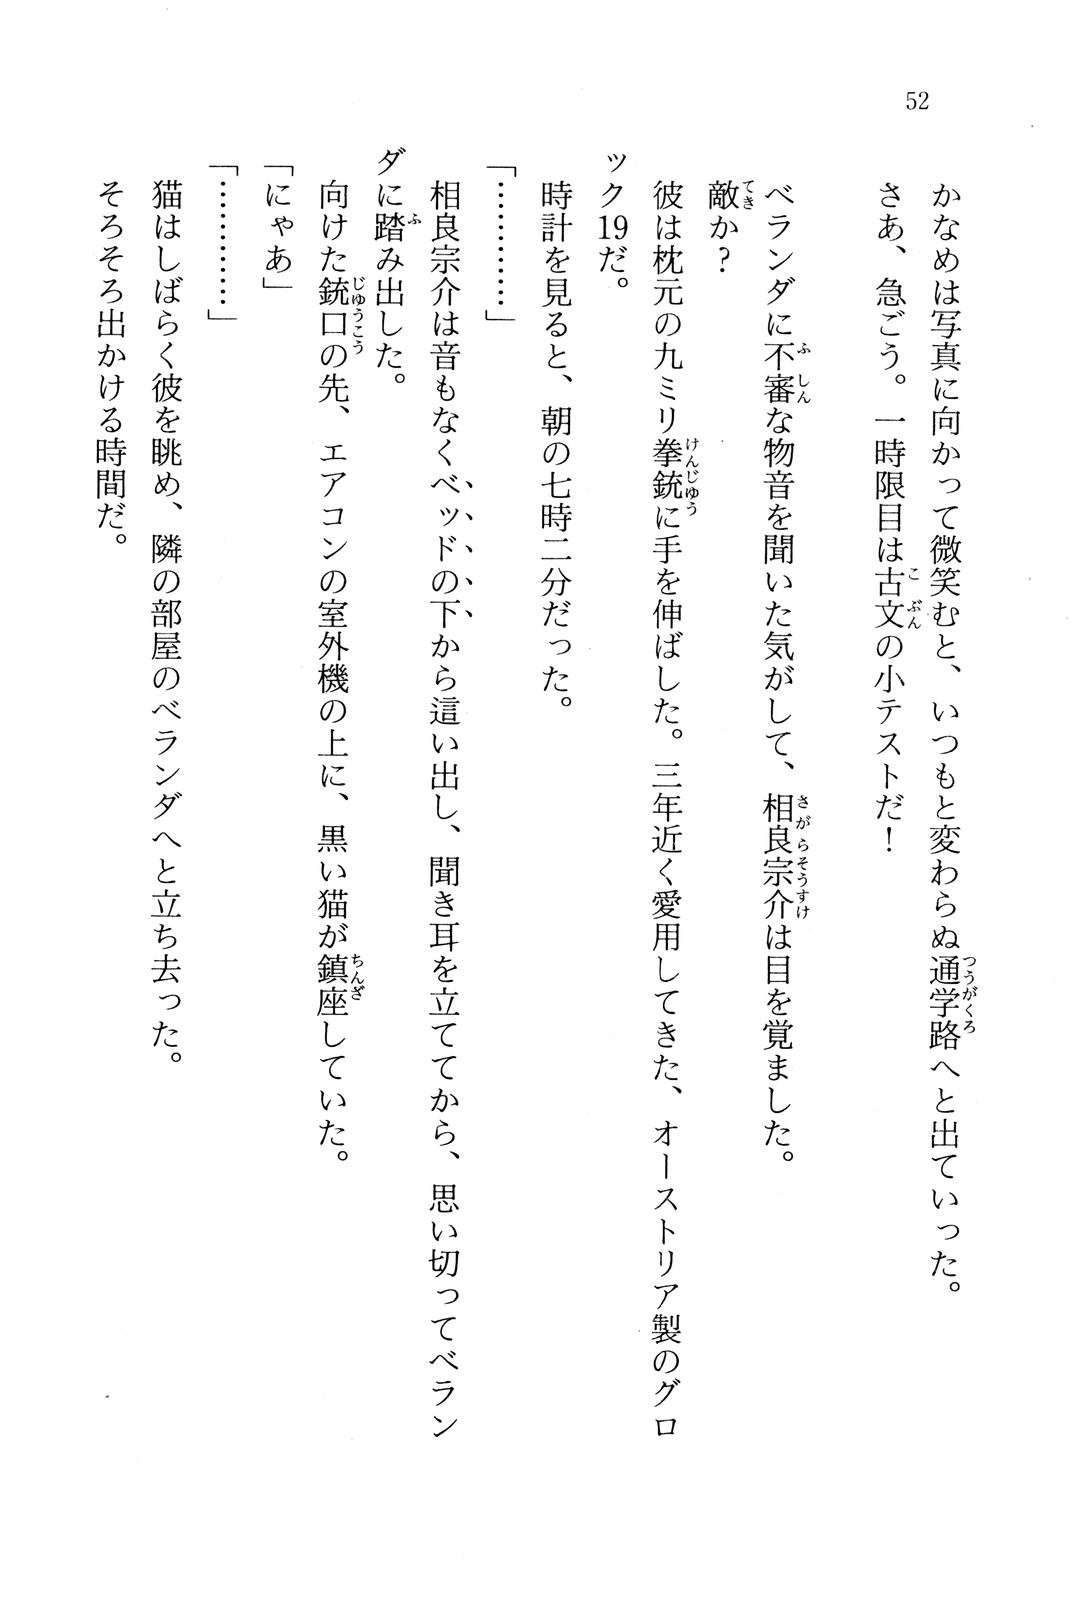 52
かなめは写真に向かって微笑むと、いつもと変わらぬ通学路へと出ていった。
さあ、急ごう。一時限目は古文の小テストだ！
ベランダに不審な物音を聞いた気がして、相良宗介は目を覚ました。
敵か？
彼は枕元の九ミリ拳銃に手を伸ばした。三年近く愛用してきた、オーストリア製のグロ
ック19だ。
時計を見ると、朝の七時二分だった。
「…………」
相良宗介は音もなくベッドの下から這い出し、聞き耳を立ててから、思い切ってベラン
ダに踏み出した。
向けた銃口の先、エアコンの室外機の上に、黒い猫が鎮座していた。
「にゃあ」
「…………」
猫はしばらく彼を眺め、隣の部屋のベランダへと立ち去った。
そろそろ出かける時間だ。